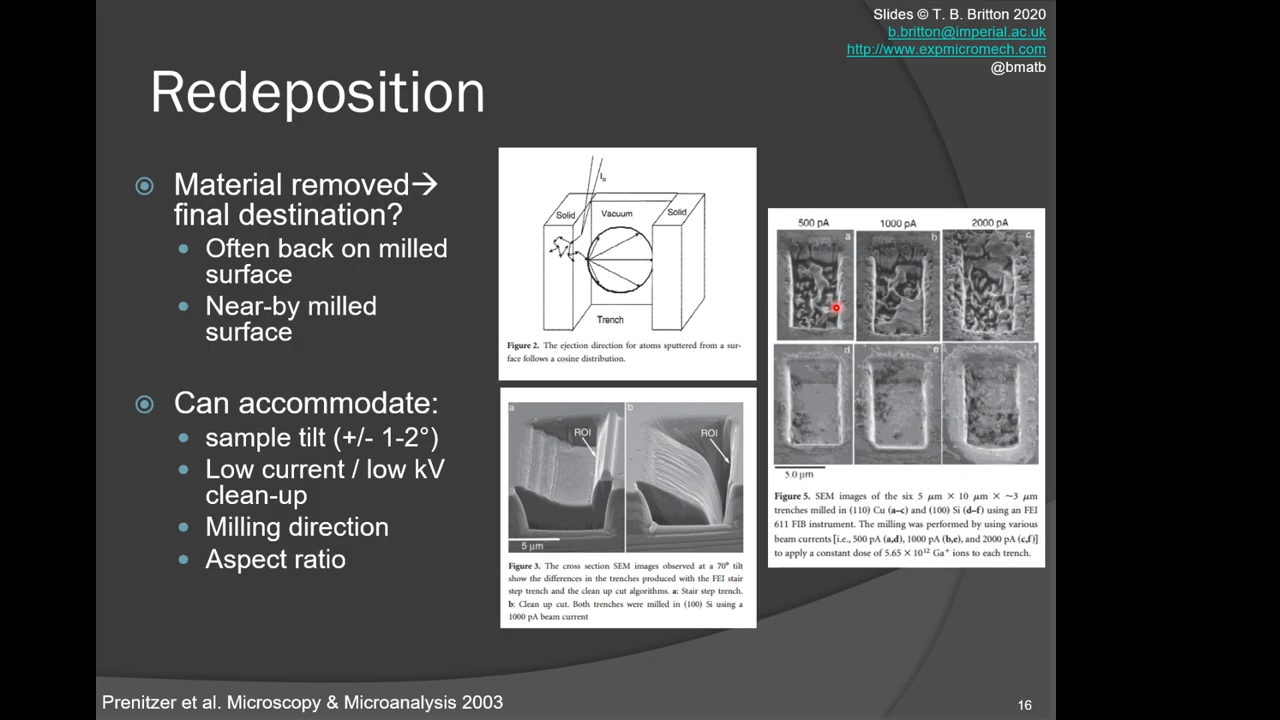 Slides © T. B. Britton 2020
b.britton@imperial.ac.uk
http://www.expmicromech.com
@bmatb
Redeposition
Material removed→
final destination?
Often back on milled
surface
Near-by milled
surface
Can accommodate:
sample tilt (+/- 1-2°)
Low current / low kV
clean-up
Milling direction
Aspect ratio
Solid
Vacuum
Solid
Trench
Figure 2. The ejection direction for atoms sputtered from a sur-
face follows a cosine distribution.
a
ROI
5 µm
b
ROI
Figure 3. The cross section SEM images observed at a 70° tilt
show the differences in the trenches produced with the FEI stair
step trench and the clean up cut algorithms. a: Stair step trench.
b: Clean up cut. Both trenches were milled in (100) Si using a
1000 pA beam current
500 pA
1000 pA
2000 pA
a
b
c
d
e
f
5.0 µm
Figure 5. SEM images of the six 5 µm × 10 µm × ~3 µm
trenches milled in (110) Cu (a–c) and (100) Si (d–f) using an FEI
611 FIB instrument. The milling was performed by using various
beam currents [i.e., 500 pA (a,d), 1000 pA (b,e), and 2000 pA (c,f)]
to apply a constant dose of 5.65 × 10¹² Ga⁺ ions to each trench.
Prenitzer et al. Microscopy & Microanalysis 2003
16